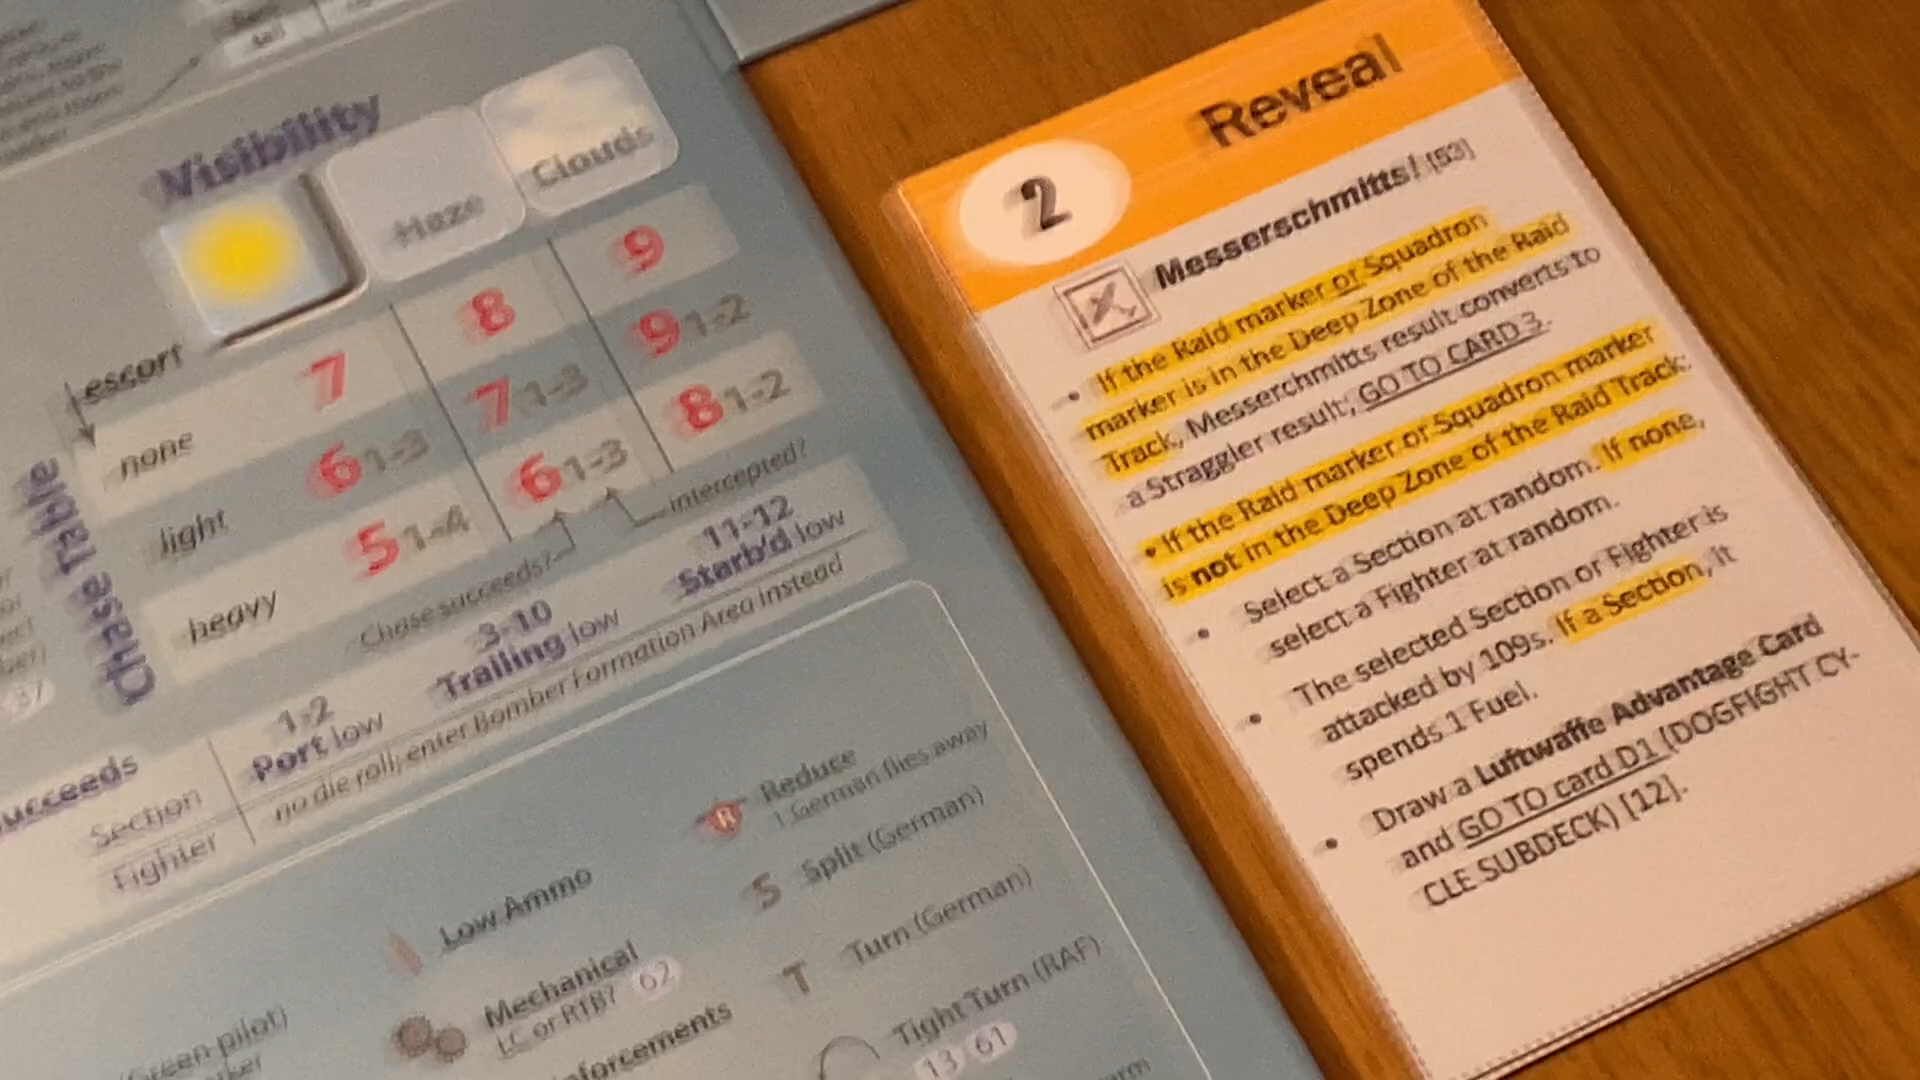 Visibility
Haze
Clouds
escort
none
7
8
9
light
6 1-3
7 1-3
9 1-2
heavy
5 1-4
6 1-3
8 1-2
Chase Table
Chase succeeds?
intercepted?
ucceeds
1-2
3-10
11-12
Section
Port low
Trailing low
Starb'd low
Fighter
no die roll, enter Bomber Formation Area instead
37
Low Ammo
Mechanical
LC or RTB? 62
nforcements
Reduce
1 German flies away
Split (German)
Turn (German)
Tight Turn (RAF)
13 61
(Green pilot)
R
S
T
2
Reveal
Messerschmitts! [53]
• If the Raid marker or Squadron
marker is in the Deep Zone of the Raid
Track, Messerchmitts result converts to
a Straggler result, GO TO CARD 3.
• If the Raid marker or Squadron marker
is not in the Deep Zone of the Raid Track:
• Select a Section at random. If none,
select a Fighter at random.
• The selected Section or Fighter is
attacked by 109s. If a Section, it
spends 1 Fuel.
• Draw a Luftwaffe Advantage Card
and GO TO card D1 (DOGFIGHT CY-
CLE SUBDECK) [12].